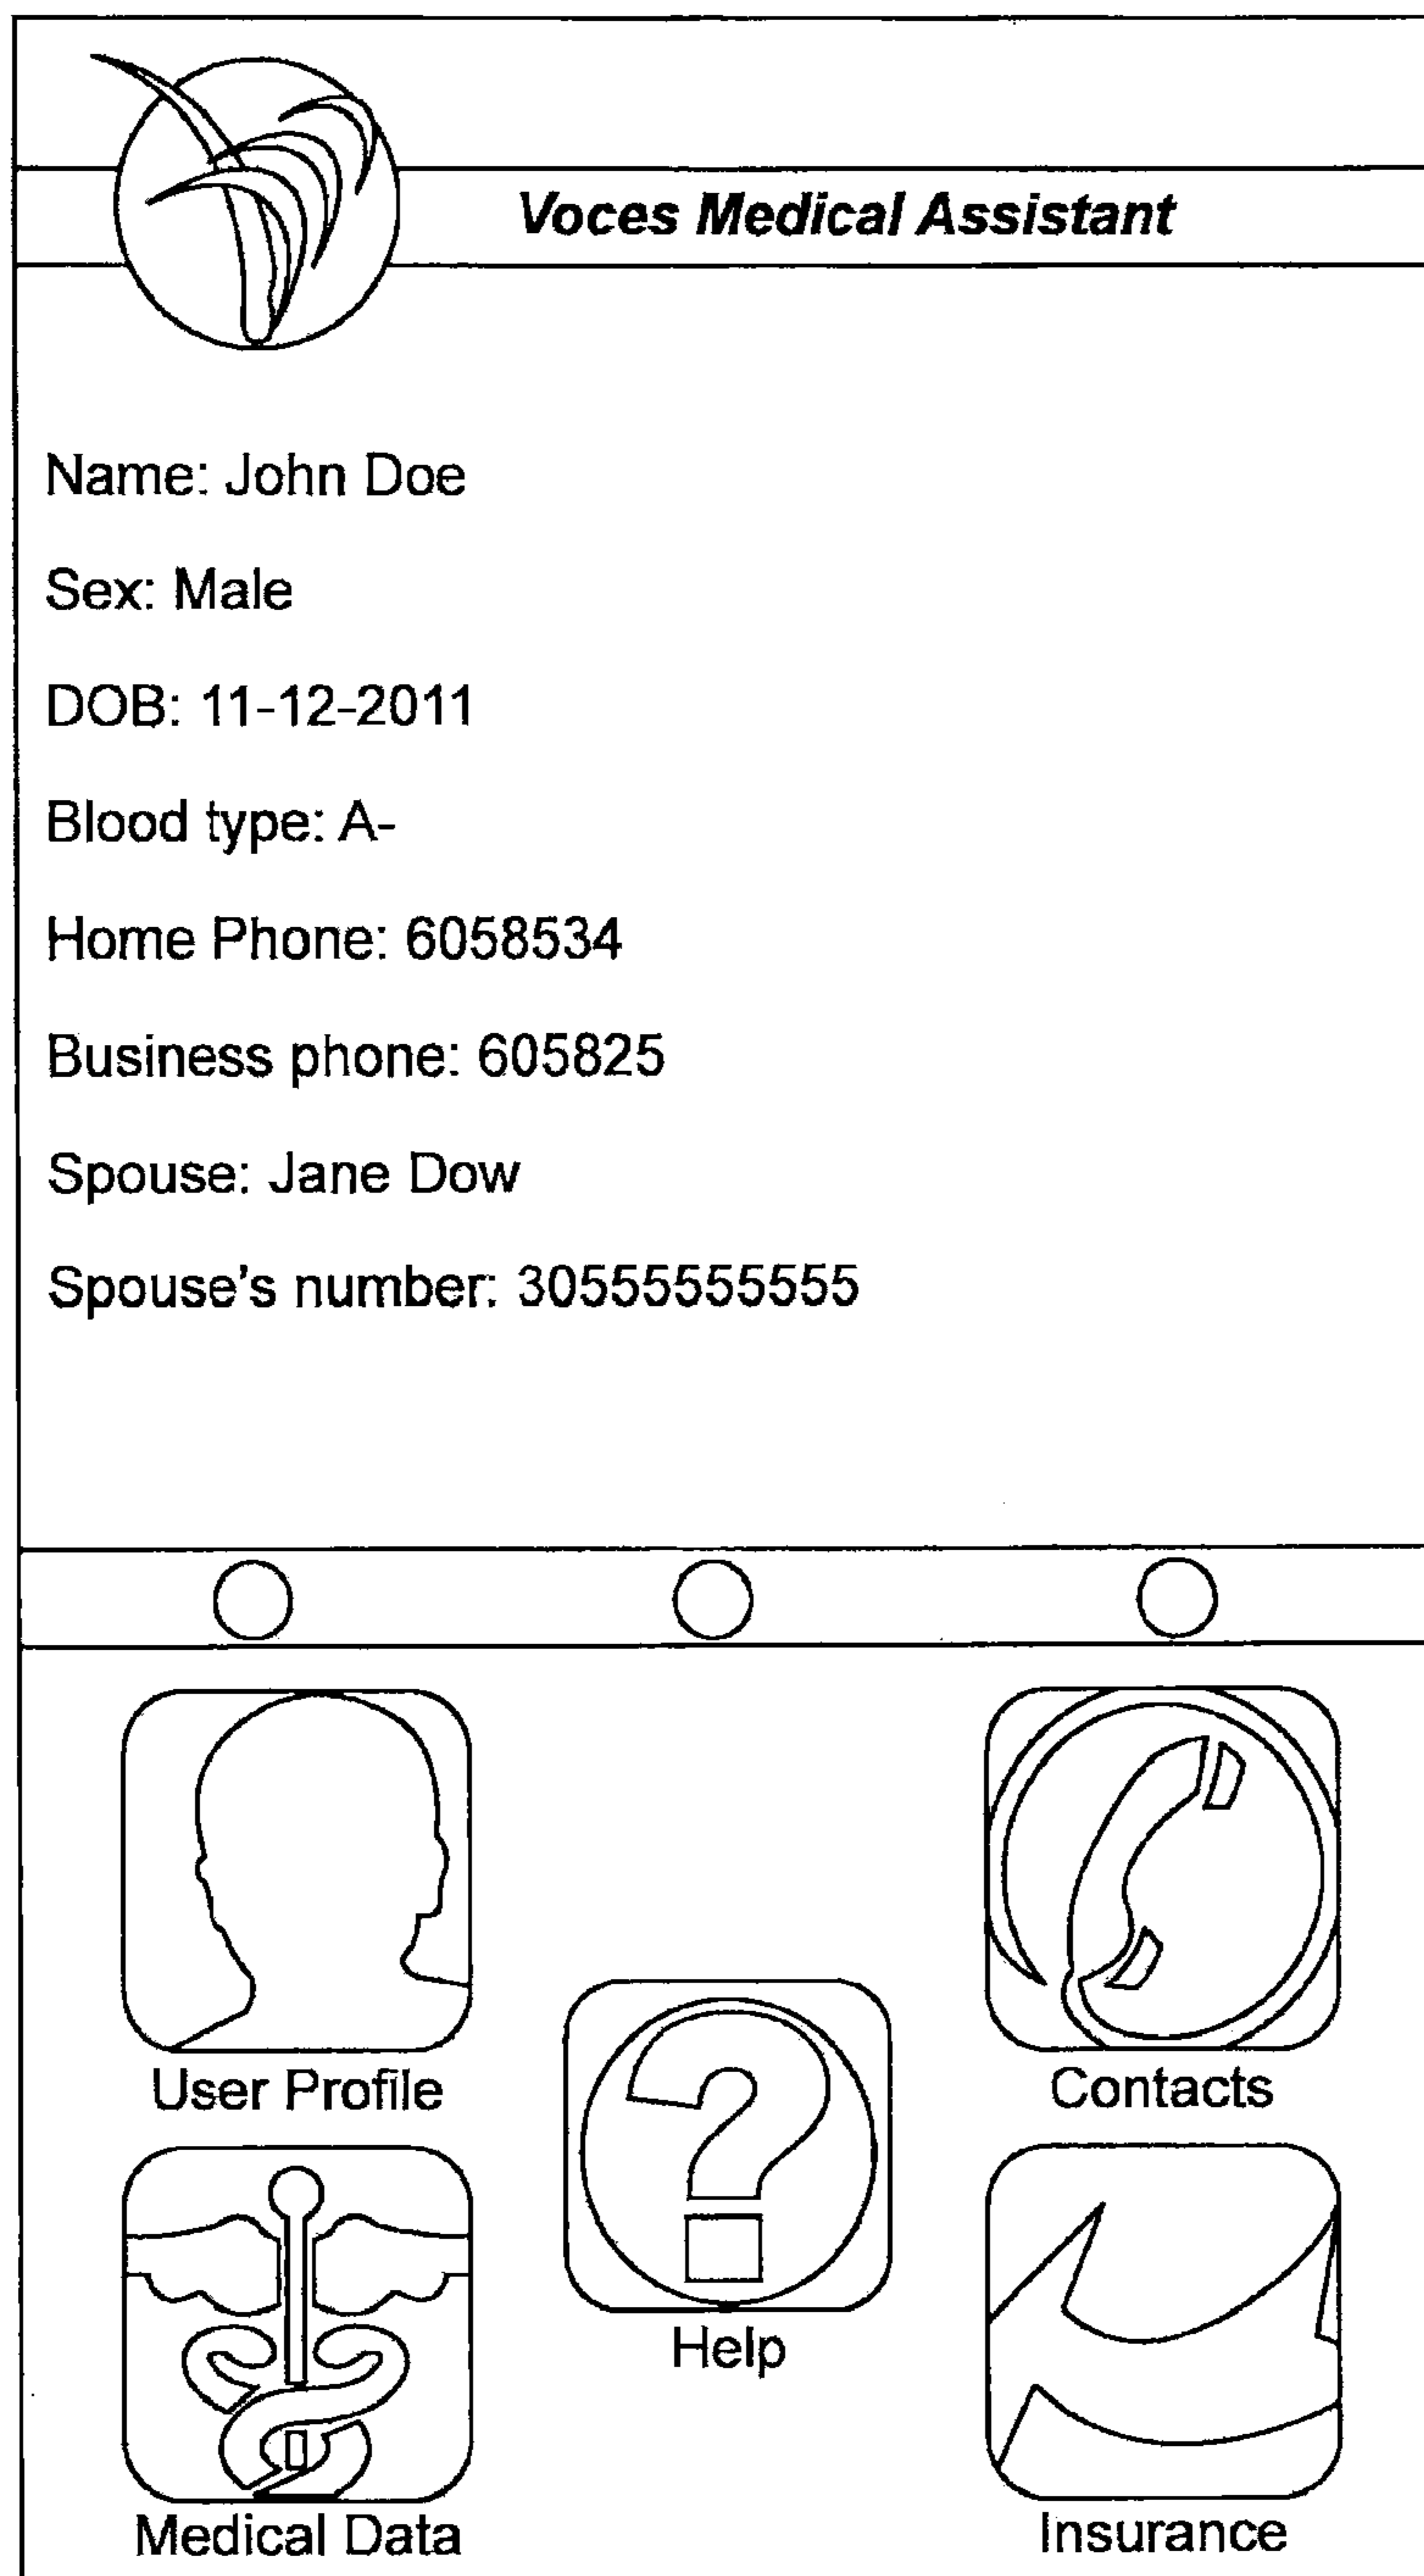 Voces Medical Assistant
Name: John Doe
Sex: Male
DOB: 11-12-2011
Blood type: A-
Home Phone: 6058534
Business phone: 605825
Spouse: Jane Dow
Spouse's number: 30555555555
User Profile
Contacts
?
Help
Medical Data
Insurance